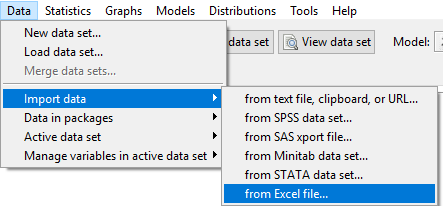 Data Statistics Graphs Models Distributions Tools Help
New data set...
Load data set...
Merge data sets...
data set View data set Model:
Import data
Data in packages
Active data set
Manage variables in active data set
from text file, clipboard, or URL...
from SPSS data set...
from SAS xport file...
from Minitab data set...
from STATA data set...
from Excel file...